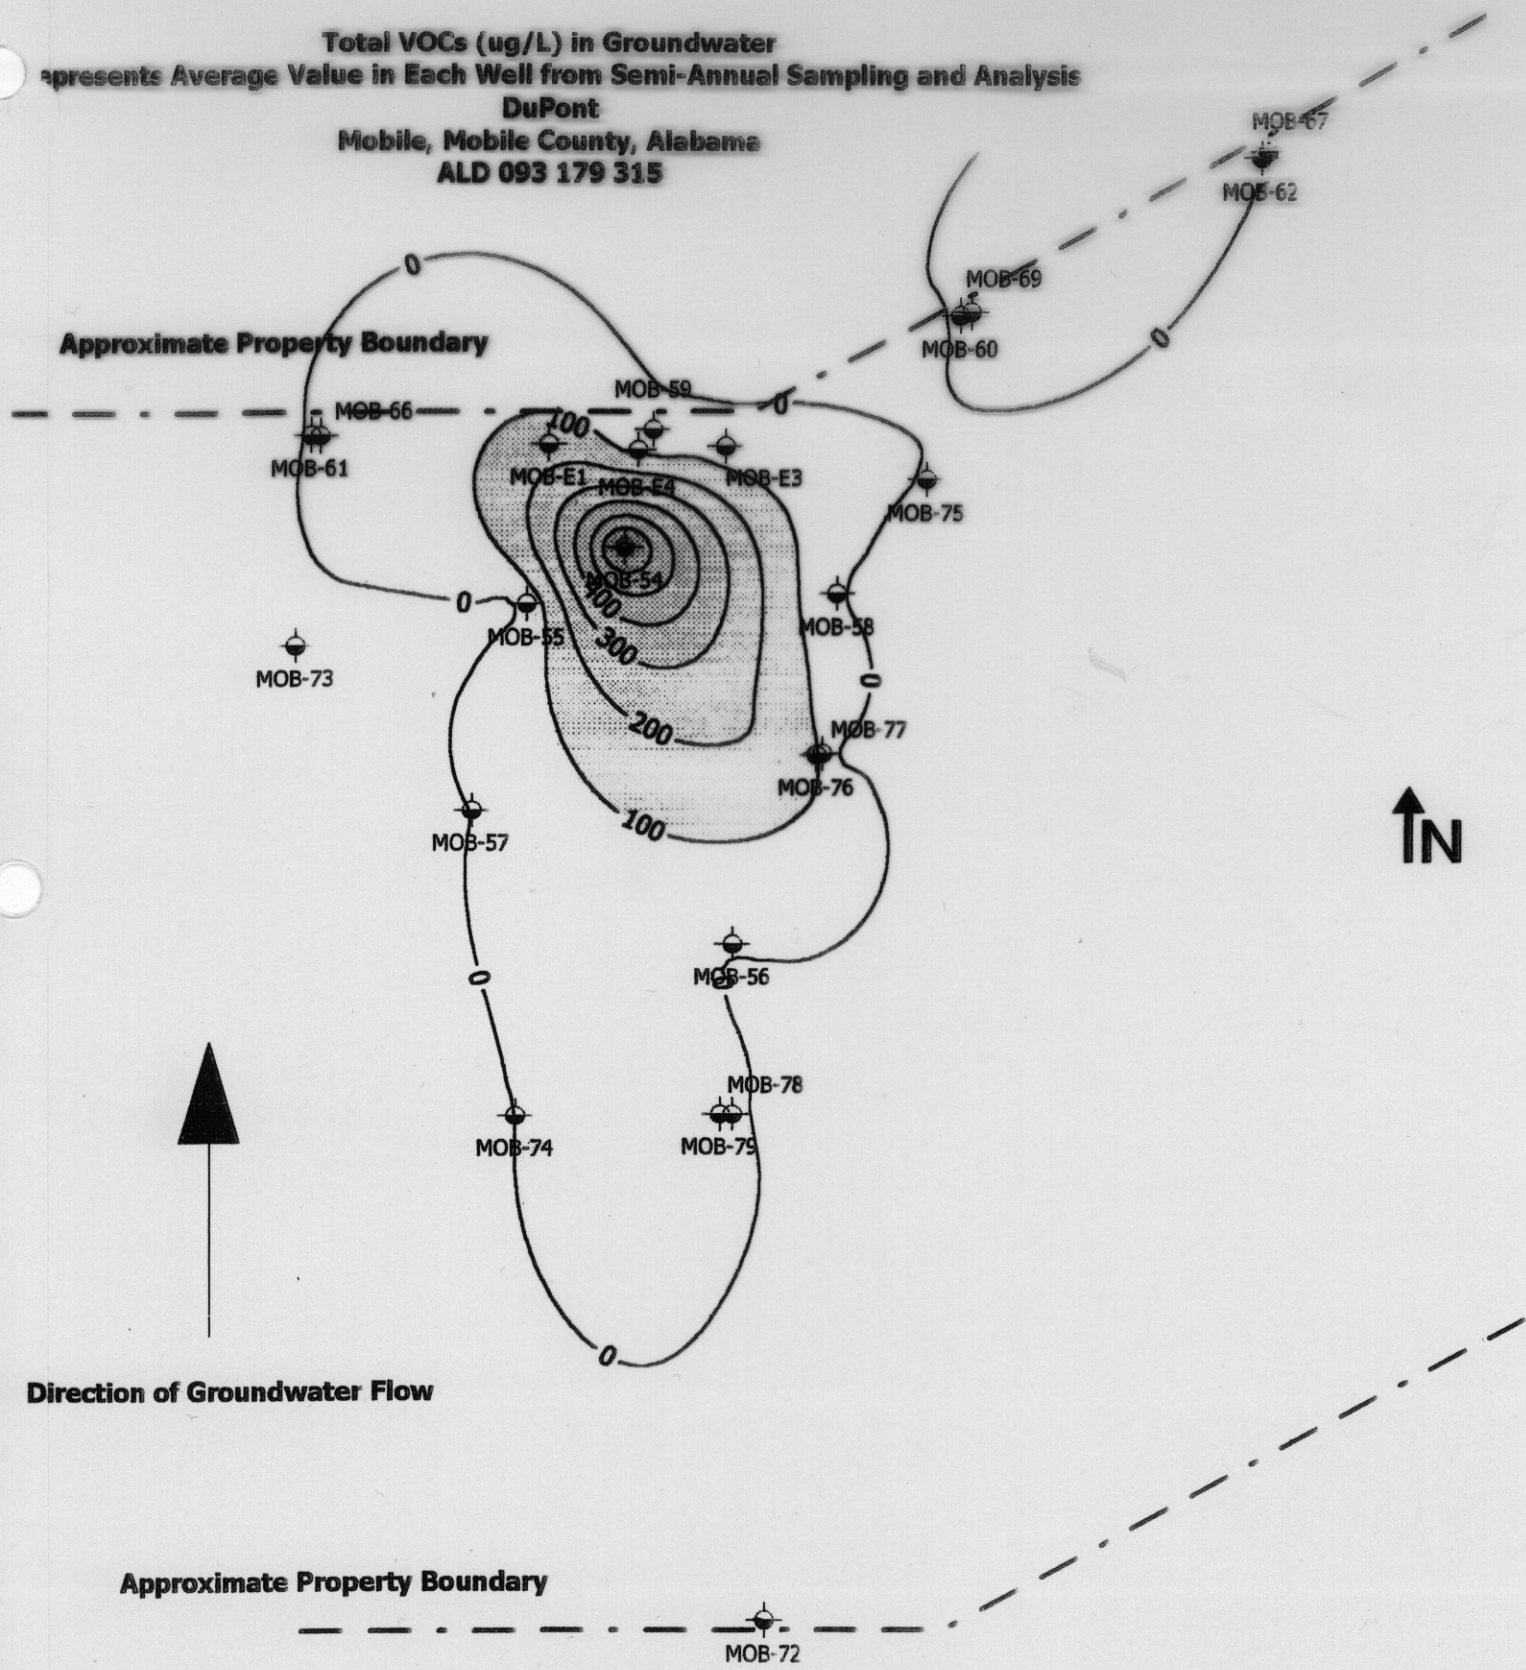 Total VOCs (ug/L) in Groundwater
epresents Average Value in Each Well from Semi-Annual Sampling and Analysis
DuPont
Mobile, Mobile County, Alabama
ALD 093 179 315
MOB-67
MOB-62
0
MOB-69
Approximate Property Boundary
0
MOB-60
MOB-59
0
MOB-66
100
MOB-61
MOB-E1
MOB-E4
MOB-E3
MOB-75
MOB-54
400
0
MOB-55
MOB-58
300
MOB-73
0
200
MOB-77
MOB-76
100
MOB-57
N
0
MOB-56
0
MOB-78
MOB-74
MOB-79
0
Direction of Groundwater Flow
Approximate Property Boundary
MOB-72